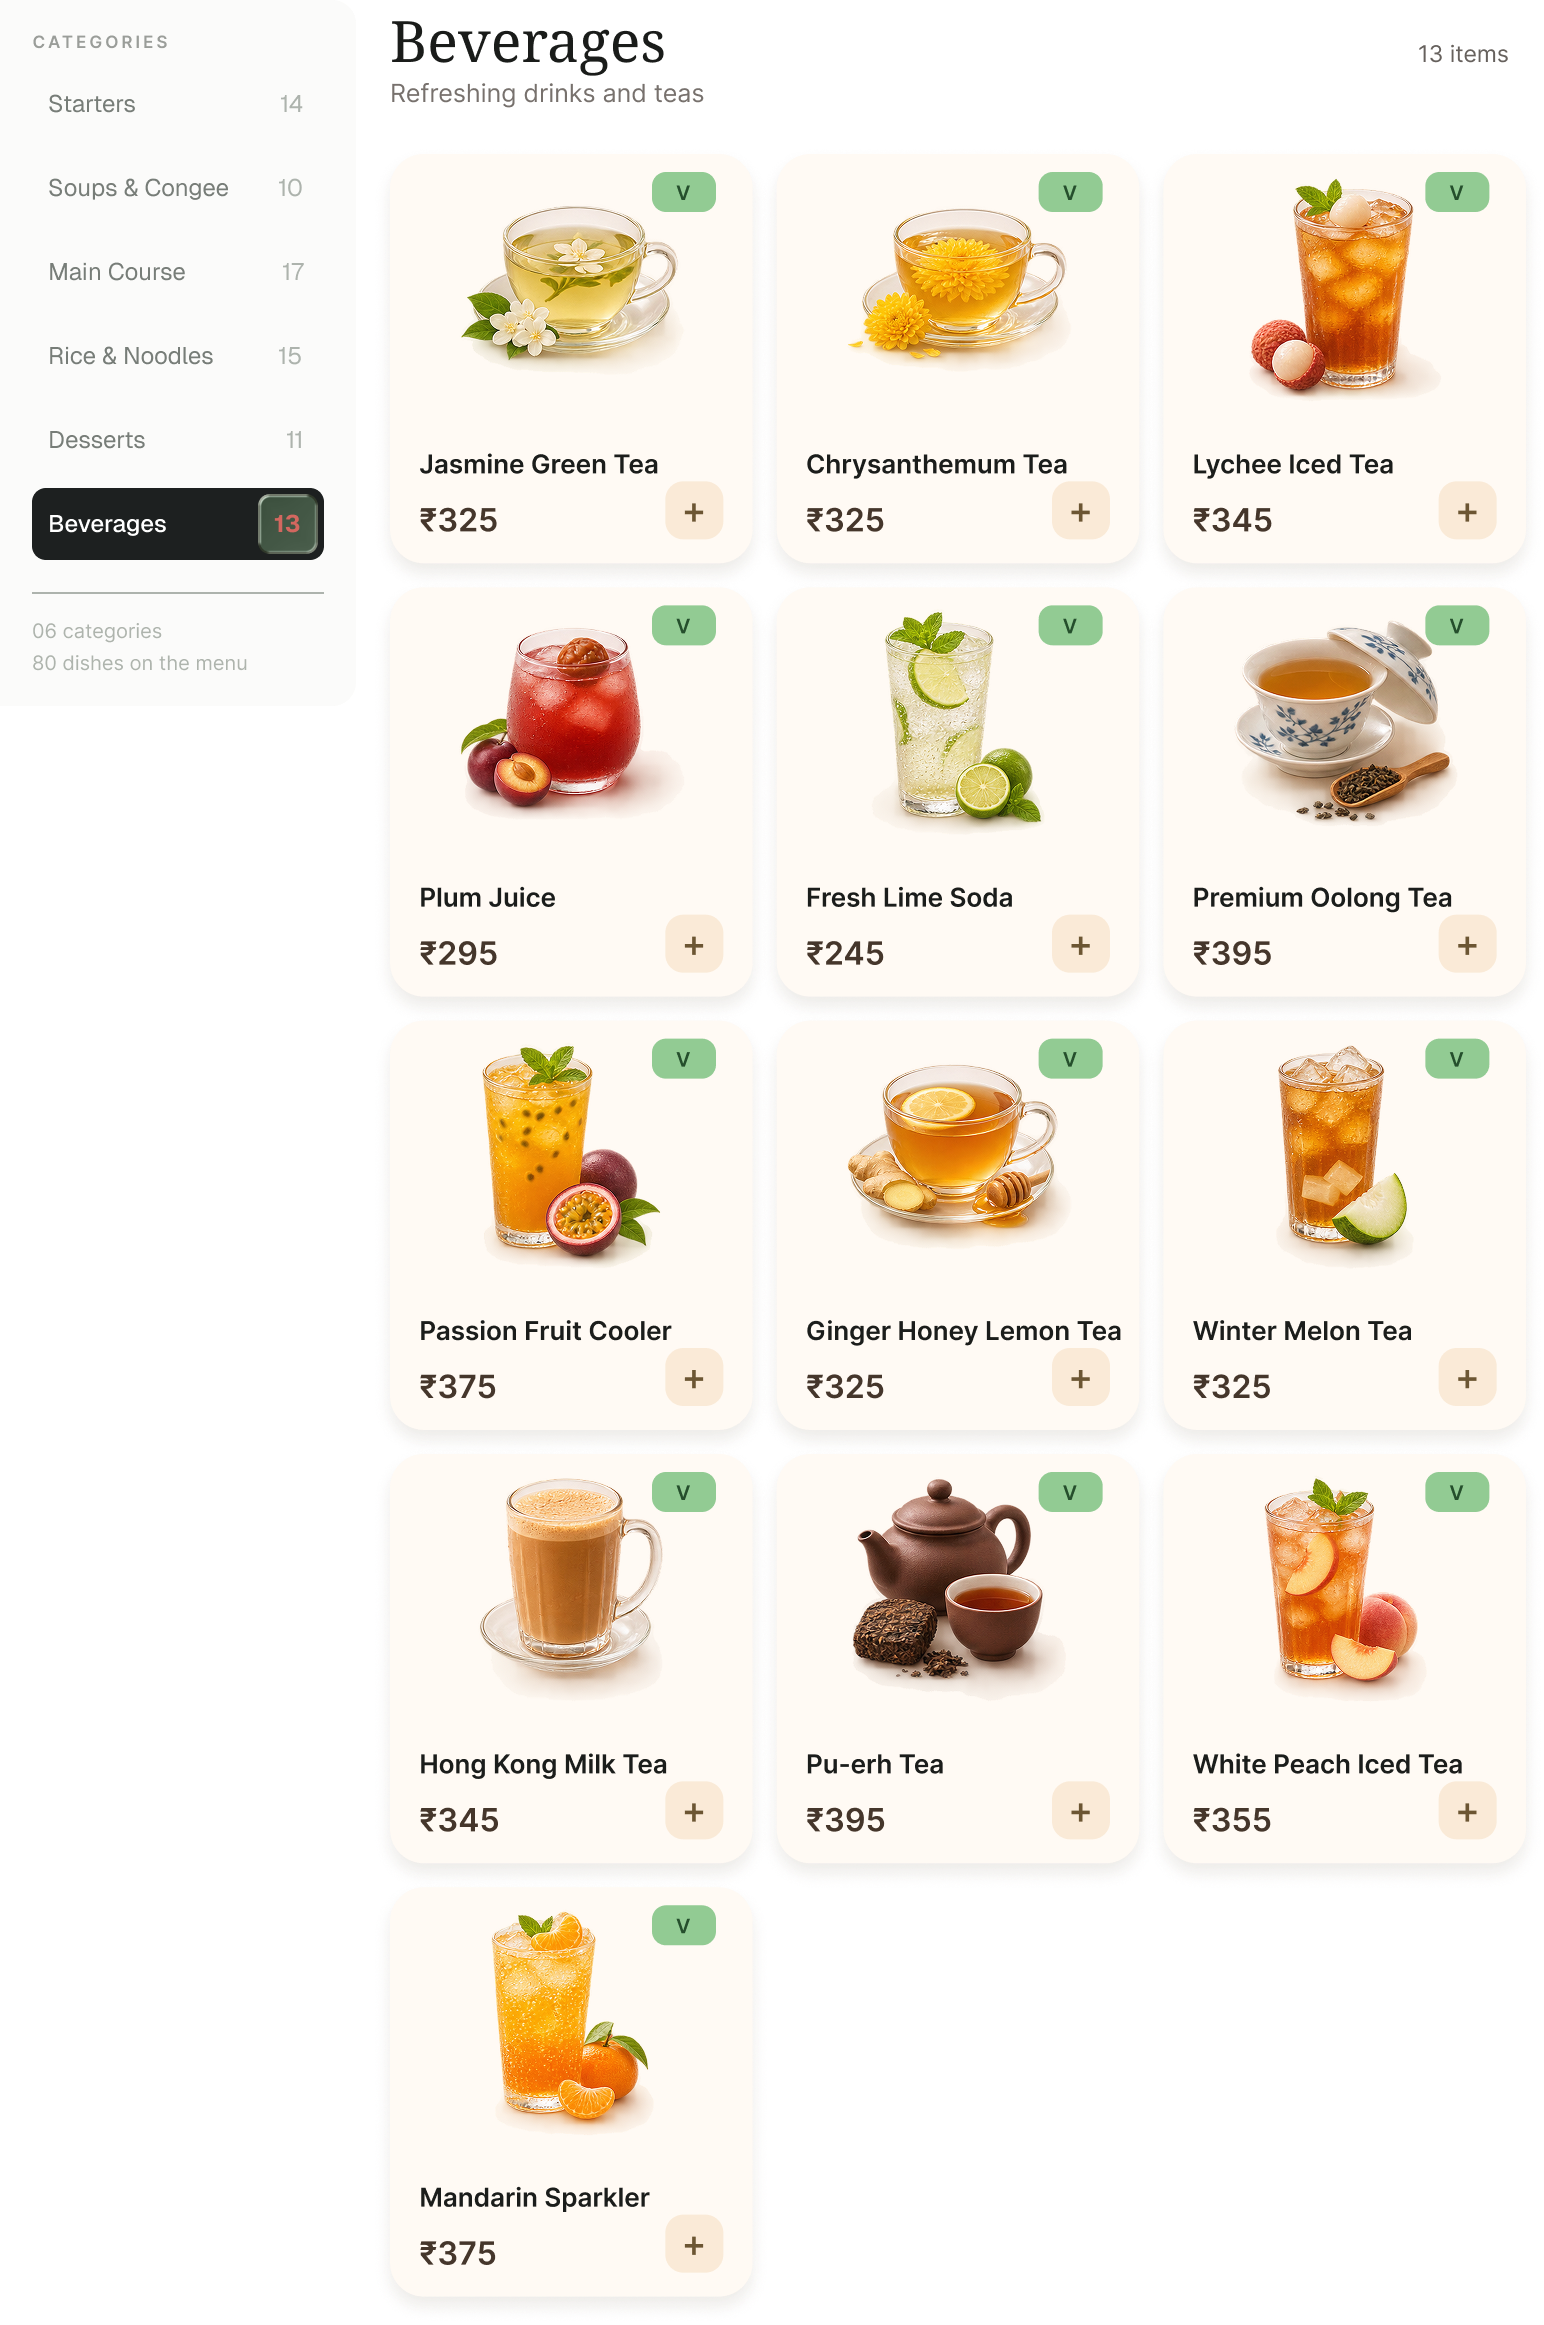 CATEGORIES
Starters 14
Soups & Congee 10
Main Course 17
Rice & Noodles 15
Desserts 11
Beverages 13
06 categories
80 dishes on the menu
Beverages
13 items
Refreshing drinks and teas
V
Jasmine Green Tea
₹325
+
V
Chrysanthemum Tea
₹325
+
V
Lychee Iced Tea
₹345
+
V
Plum Juice
₹295
+
V
Fresh Lime Soda
₹245
+
V
Premium Oolong Tea
₹395
+
V
Passion Fruit Cooler
₹375
+
V
Ginger Honey Lemon Tea
₹325
+
V
Winter Melon Tea
₹325
+
V
Hong Kong Milk Tea
₹345
+
V
Pu-erh Tea
₹395
+
V
White Peach Iced Tea
₹355
+
V
Mandarin Sparkler
₹375
+